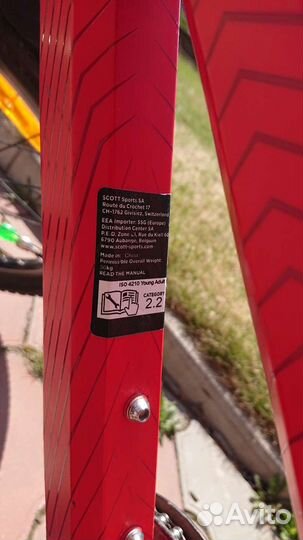 SCOTT Sports SA
Route du Crochet 17
CH-1762 Givisiez, Switzerland
EEA Importer: SSG (Europe)
Distribution Center SA
P.E.D. Zone C1, Rue du Kiell 60
6790 Aubange, Belgium
www.scott-sports.com
Made in: China
Permissible Overall Weight:
READ THE MANUAL
ISO 4210 Young Adult
CATEGORY
2.2
Avito